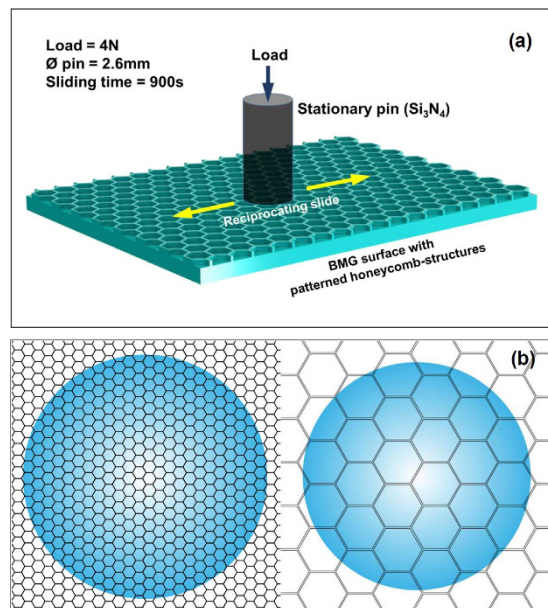 (a)
Load = 4N
Ø pin = 2.6mm
Sliding time = 900s
Load
Stationary pin (Si₃N₄)
Reciprocating slide
BMG surface with
patterned honeycomb-structures
(b)